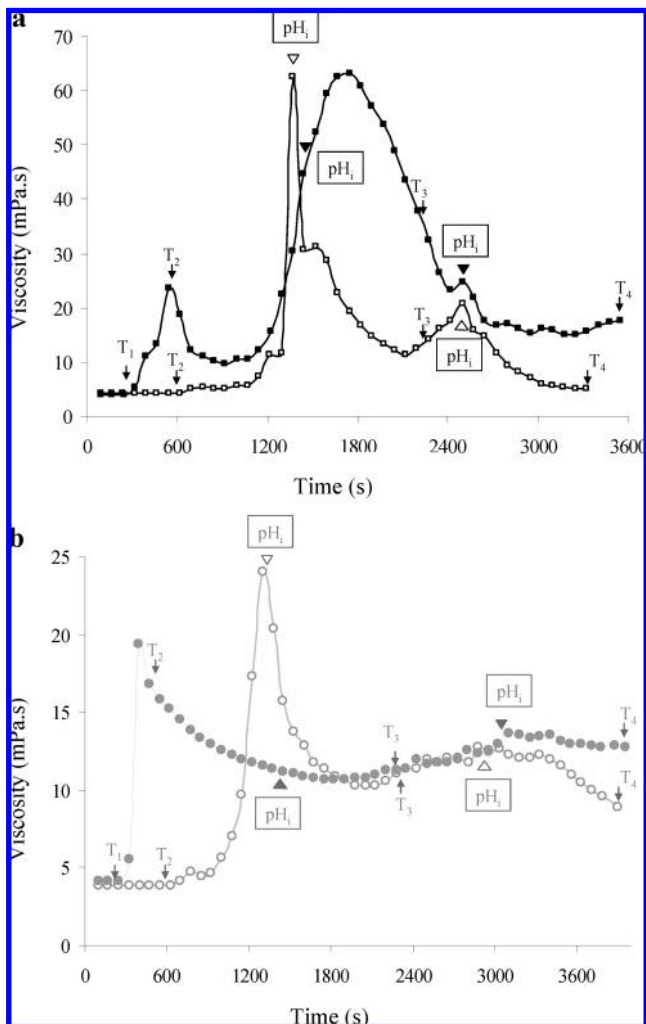 a
pHᵢ
70
60
pHᵢ
50
T₃
40
pHᵢ
30
T₂
T₄
20
T₁
T₃
10
T₂
pHᵢ
T₄
0
Viscosity (mPa.s)
0 600 1200 1800 2400 3000 3600
Time (s)
b
pHᵢ
25
20
T₂
pHᵢ
15
T₃
T₄
10
pHᵢ
T₃
pHᵢ
T₄
5
T₁ T₂
0
Viscosity (mPa.s)
0 600 1200 1800 2400 3000 3600
Time (s)